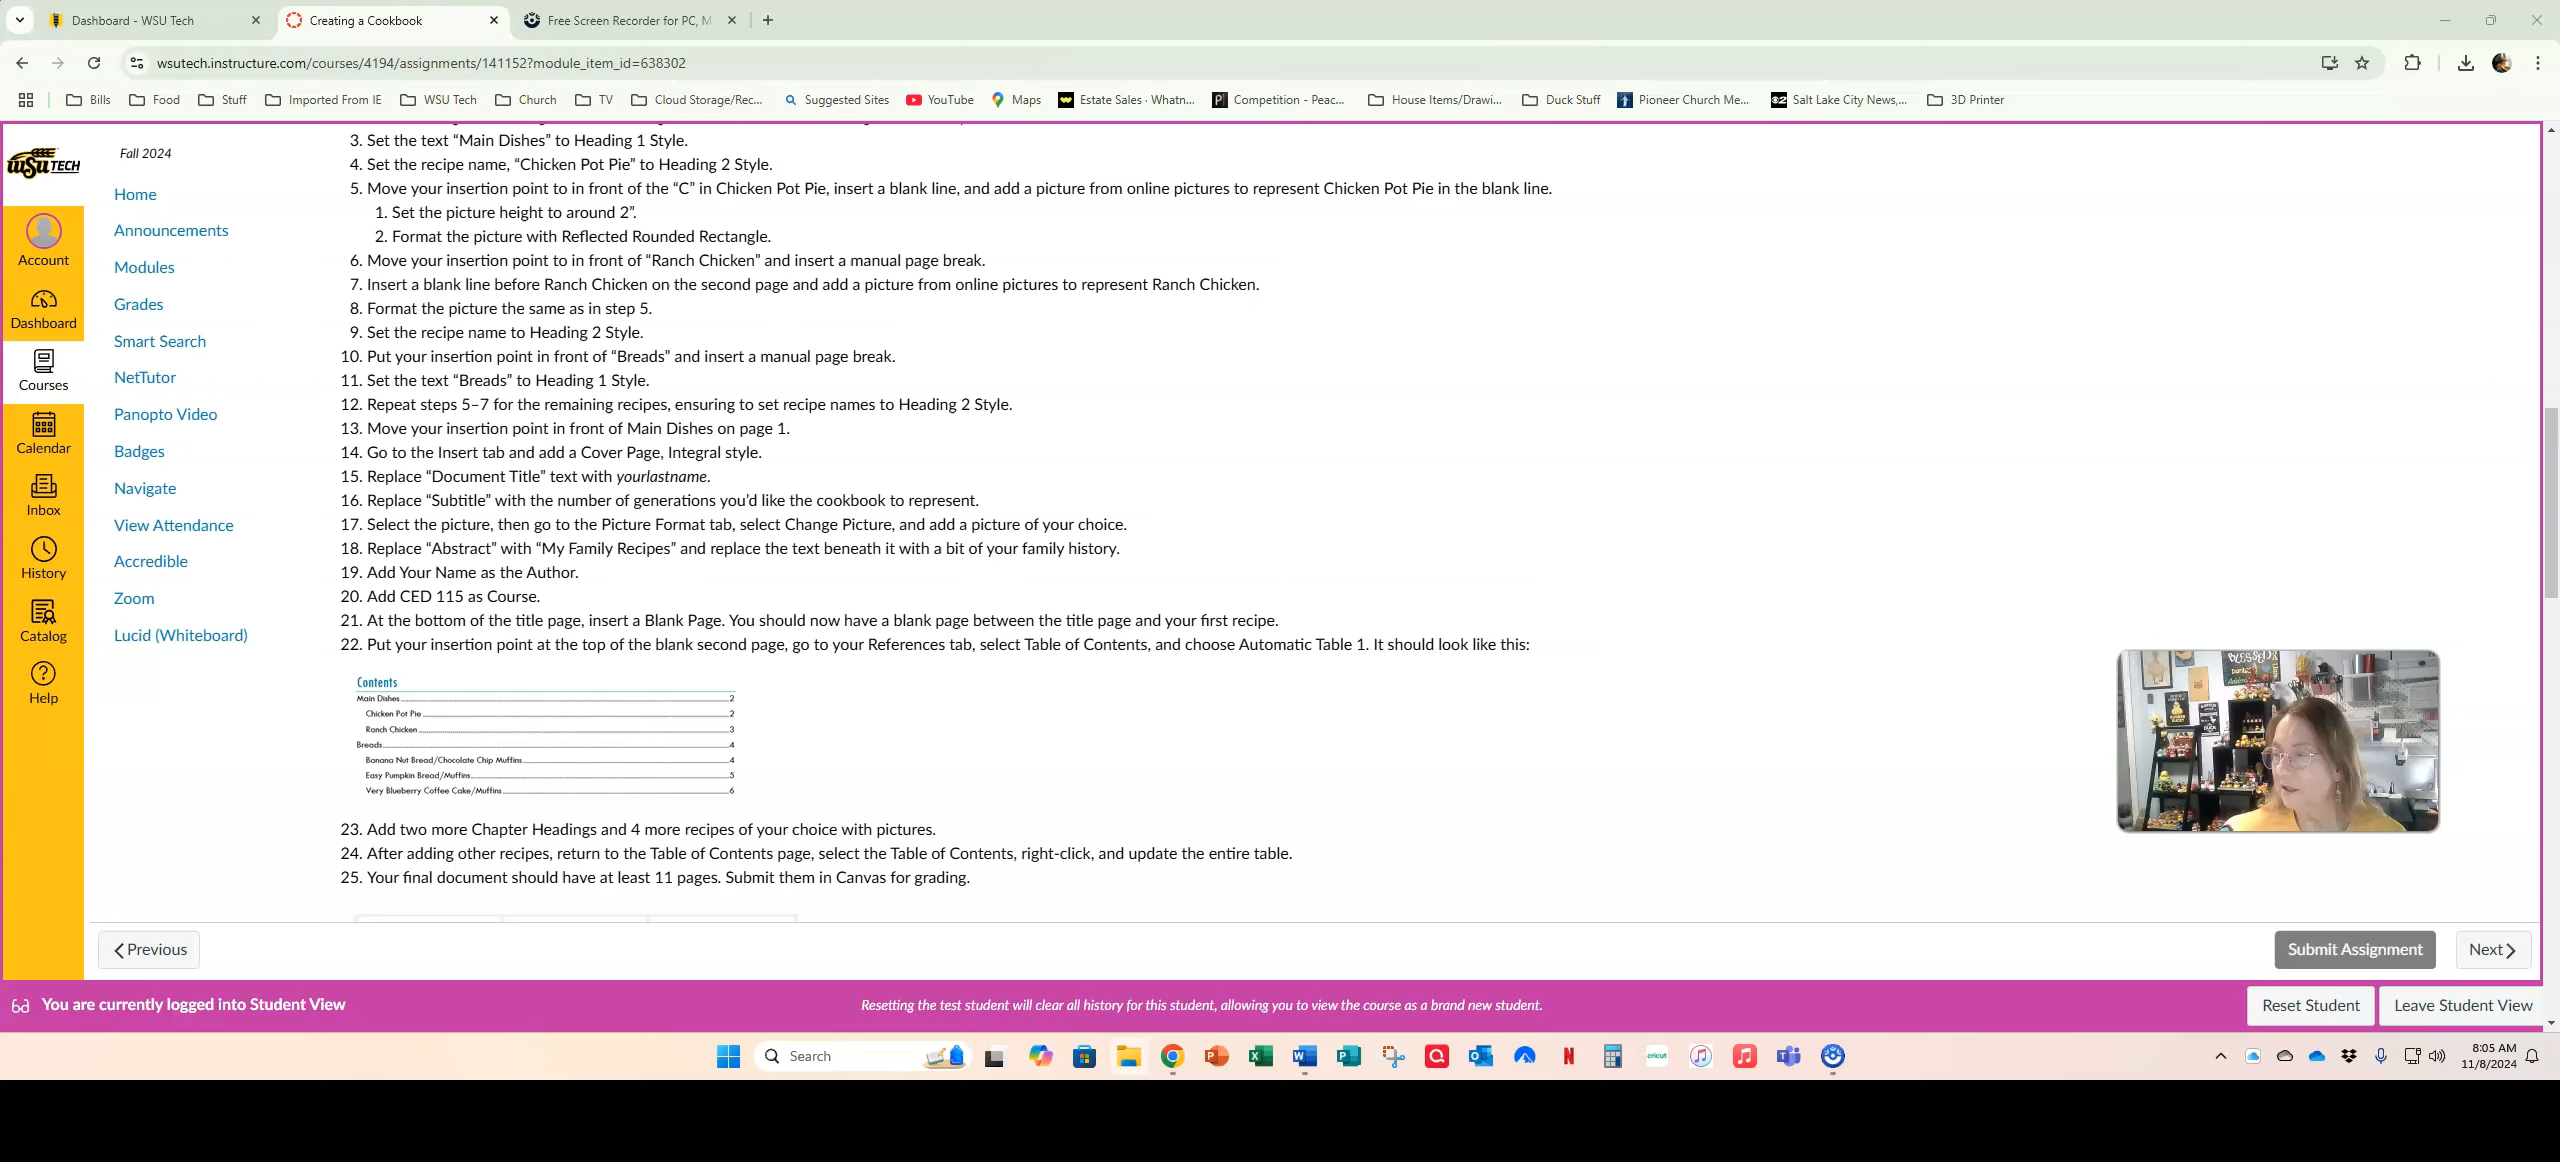 Dashboard - WSU Tech
Creating a Cookbook
Free Screen Recorder for PC, M
wsutech.instructure.com/courses/4194/assignments/141152?module_item_id=638302
Bills
Food
Stuff
Imported From IE
WSU Tech
Church
TV
Cloud Storage/Rec...
Suggested Sites
YouTube
Maps
Estate Sales · Whatn...
Competition - Peac...
House Items/Drawi...
Duck Stuff
Pioneer Church Me...
Salt Lake City News,...
3D Printer
WSU TECH
Account
Dashboard
Courses
Calendar
Inbox
History
Catalog
Help
Fall 2024
Home
Announcements
Modules
Grades
Smart Search
NetTutor
Panopto Video
Badges
Navigate
View Attendance
Accredible
Zoom
Lucid (Whiteboard)
3. Set the text “Main Dishes” to Heading 1 Style.
4. Set the recipe name, “Chicken Pot Pie” to Heading 2 Style.
5. Move your insertion point to in front of the “C” in Chicken Pot Pie, insert a blank line, and add a picture from online pictures to represent Chicken Pot Pie in the blank line.
1. Set the picture height to around 2”.
2. Format the picture with Reflected Rounded Rectangle.
6. Move your insertion point to in front of “Ranch Chicken” and insert a manual page break.
7. Insert a blank line before Ranch Chicken on the second page and add a picture from online pictures to represent Ranch Chicken.
8. Format the picture the same as in step 5.
9. Set the recipe name to Heading 2 Style.
10. Put your insertion point in front of “Breads” and insert a manual page break.
11. Set the text “Breads” to Heading 1 Style.
12. Repeat steps 5–7 for the remaining recipes, ensuring to set recipe names to Heading 2 Style.
13. Move your insertion point in front of Main Dishes on page 1.
14. Go to the Insert tab and add a Cover Page, Integral style.
15. Replace “Document Title” text with yourlastname.
16. Replace “Subtitle” with the number of generations you’d like the cookbook to represent.
17. Select the picture, then go to the Picture Format tab, select Change Picture, and add a picture of your choice.
18. Replace “Abstract” with “My Family Recipes” and replace the text beneath it with a bit of your family history.
19. Add Your Name as the Author.
20. Add CED 115 as Course.
21. At the bottom of the title page, insert a Blank Page. You should now have a blank page between the title page and your first recipe.
22. Put your insertion point at the top of the blank second page, go to your References tab, select Table of Contents, and choose Automatic Table 1. It should look like this:
Contents
Main Dishes 2
Chicken Pot Pie 2
Ranch Chicken 3
Breads 4
Banana Nut Bread/Chocolate Chip Muffins 4
Easy Pumpkin Bread/Muffins 5
Very Blueberry Coffee Cake/Muffins 6
23. Add two more Chapter Headings and 4 more recipes of your choice with pictures.
24. After adding other recipes, return to the Table of Contents page, select the Table of Contents, right-click, and update the entire table.
25. Your final document should have at least 11 pages. Submit them in Canvas for grading.
BLESSED
Previous
Submit Assignment
Next
You are currently logged into Student View
Resetting the test student will clear all history for this student, allowing you to view the course as a brand new student.
Reset Student
Leave Student View
Search
cricut
8:05 AM
11/8/2024